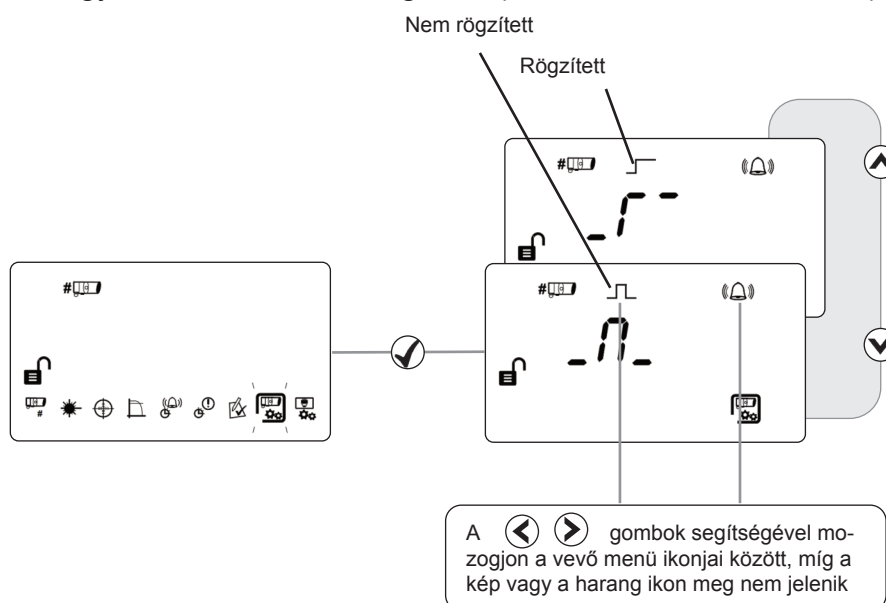 Nem rögzített
Rögzített
#
#
#
A gombok segítségével mo-
zogjon a vevő menü ikonjai között, míg a
kép vagy a harang ikon meg nem jelenik